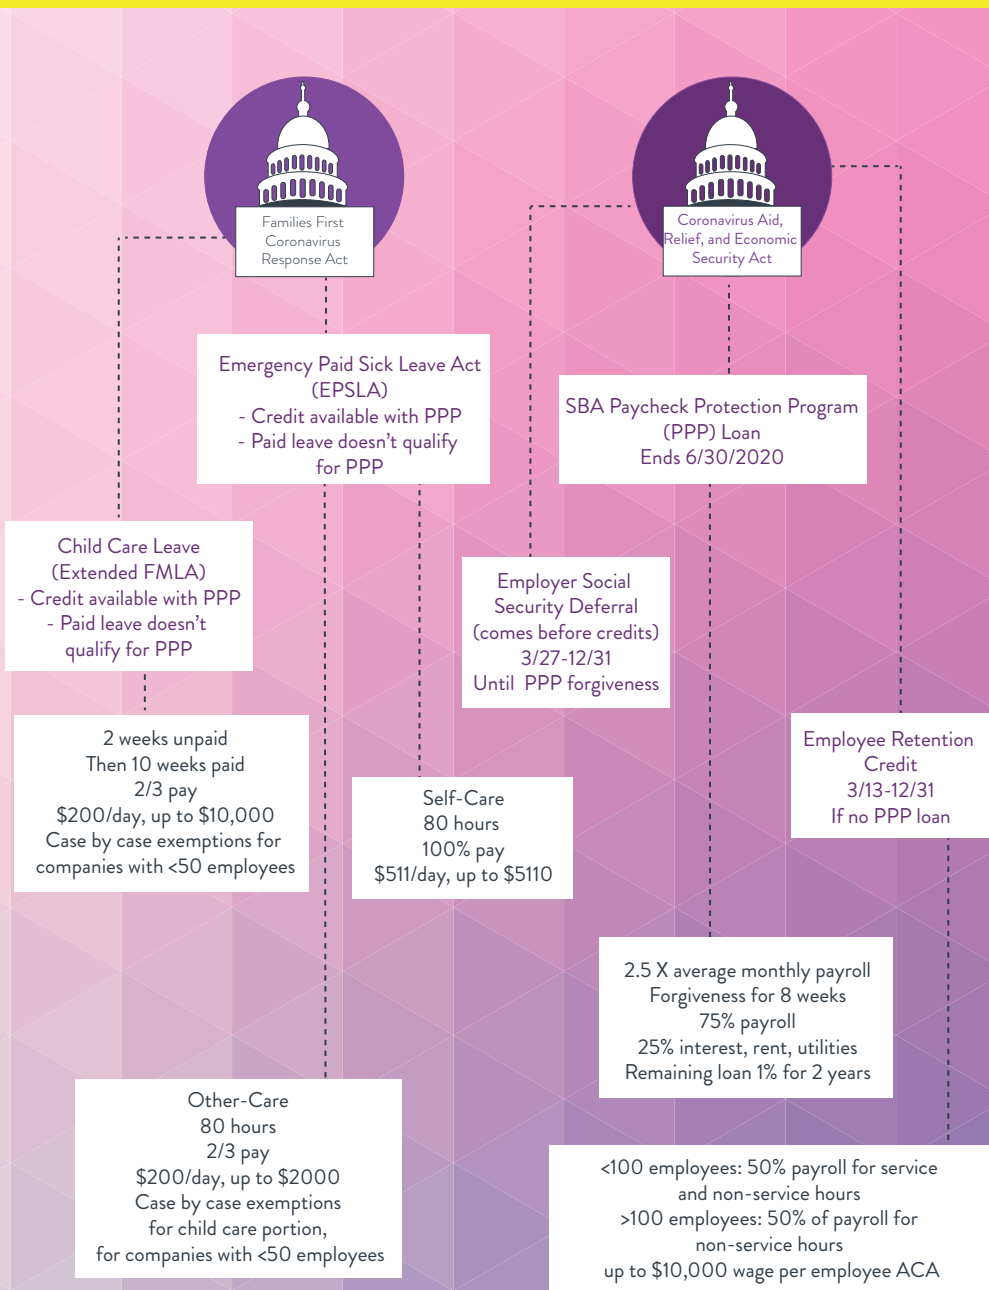 Families First
Coronavirus
Response Act
Coronavirus Aid,
Relief, and Economic
Security Act
Emergency Paid Sick Leave Act
(EPSLA)
- Credit available with PPP
- Paid leave doesn't qualify
for PPP
SBA Paycheck Protection Program
(PPP) Loan
Ends 6/30/2020
Child Care Leave
(Extended FMLA)
- Credit available with PPP
- Paid leave doesn't
qualify for PPP
Employer Social
Security Deferral
(comes before credits)
3/27-12/31
Until PPP forgiveness
2 weeks unpaid
Then 10 weeks paid
2/3 pay
$200/day, up to $10,000
Case by case exemptions for
companies with <50 employees
Employee Retention
Credit
3/13-12/31
If no PPP loan
Self-Care
80 hours
100% pay
$511/day, up to $5110
2.5 X average monthly payroll
Forgiveness for 8 weeks
75% payroll
25% interest, rent, utilities
Remaining loan 1% for 2 years
Other-Care
80 hours
2/3 pay
$200/day, up to $2000
Case by case exemptions
for child care portion,
for companies with <50 employees
<100 employees: 50% payroll for service
and non-service hours
>100 employees: 50% of payroll for
non-service hours
up to $10,000 wage per employee ACA